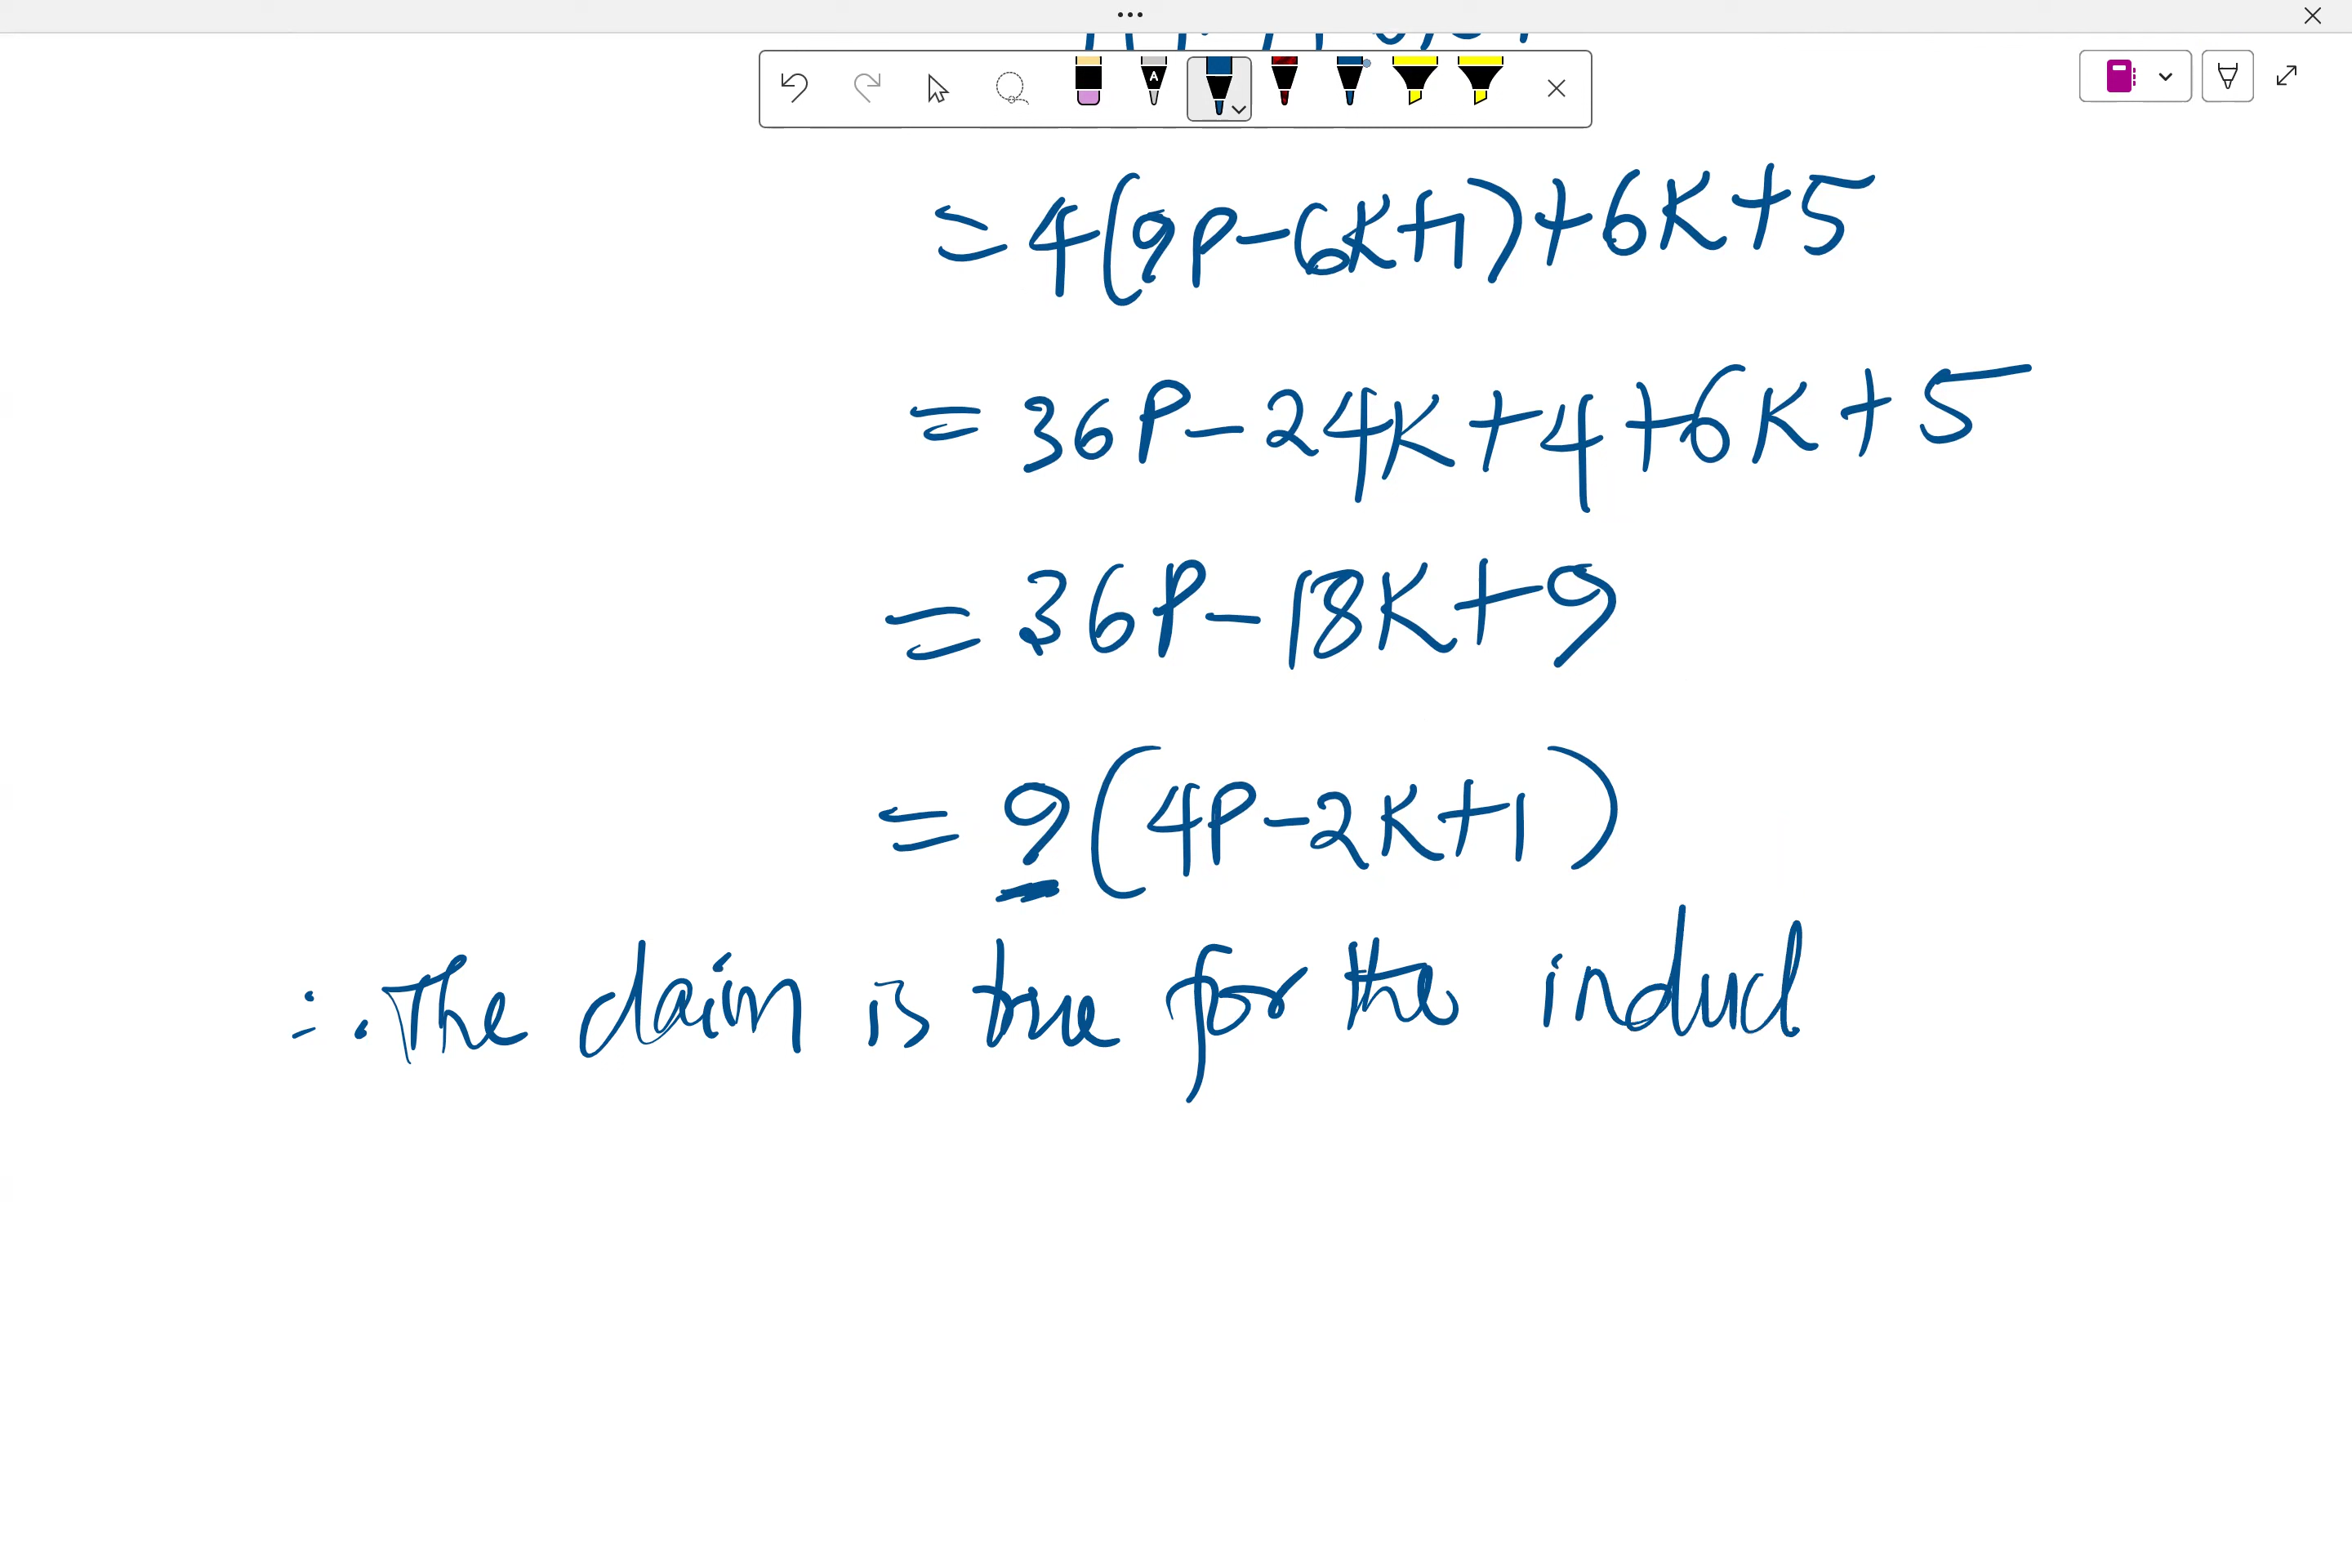 = 4(9P-6K+1)+6K+5
= 36P-24K+4+6K+5
= 36P-18K+9
= 9(4P-2K+1)
∴ The claim is true for the induct